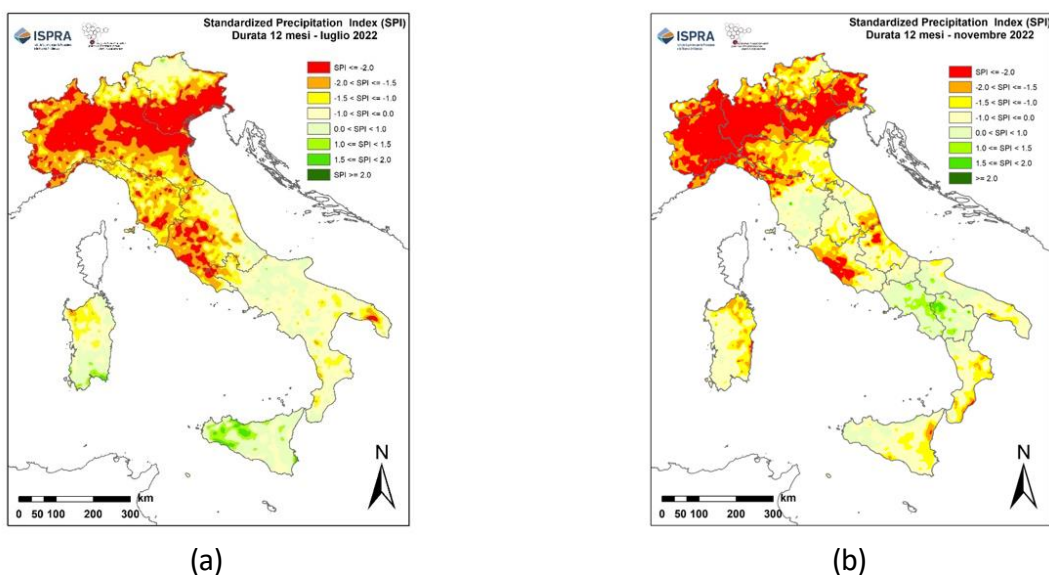 ISPRA
Standardized Precipitation Index (SPI)
Durata 12 mesi - luglio 2022
SPI <= -2.0
-2.0 < SPI <= -1.5
-1.5 < SPI <= -1.0
-1.0 < SPI <= 0.0
0.0 < SPI < 1.0
1.0 <= SPI < 1.5
1.5 <= SPI < 2.0
SPI >= 2.0
N
km
0 50 100 200 300
(a)
ISPRA
Standardized Precipitation Index (SPI)
Durata 12 mesi - novembre 2022
SPI <= -2.0
-2.0 < SPI <= -1.5
-1.5 < SPI <= -1.0
-1.0 < SPI <= 0.0
0.0 < SPI < 1.0
1.0 <= SPI < 1.5
1.5 <= SPI < 2.0
>= 2.0
N
km
0 50 100 200 300
(b)